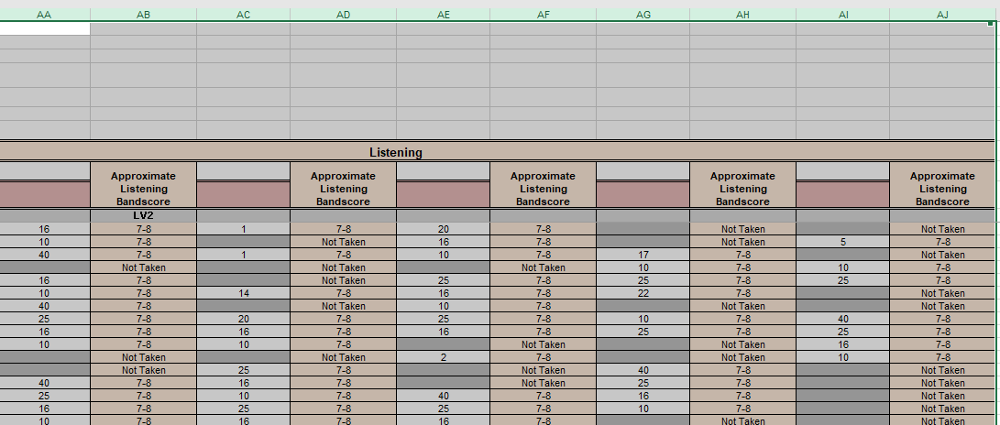 AA AB AC AD AE AF AG AH AI AJ
Listening
Approximate Approximate Approximate Approximate Approximate
Listening Listening Listening Listening Listening
Bandscore Bandscore Bandscore Bandscore Bandscore
LV2
16 7-8 1 7-8 20 7-8 Not Taken Not Taken
10 7-8 Not Taken 16 7-8 Not Taken 5 7-8
40 7-8 1 7-8 10 7-8 17 7-8 Not Taken
Not Taken Not Taken Not Taken 10 7-8 10 7-8
16 7-8 Not Taken 25 7-8 25 7-8 25 7-8
10 7-8 14 7-8 16 7-8 22 7-8 Not Taken
40 7-8 Not Taken 10 7-8 Not Taken Not Taken
25 7-8 20 7-8 25 7-8 10 7-8 40 7-8
16 7-8 16 7-8 16 7-8 25 7-8 25 7-8
10 7-8 10 7-8 Not Taken Not Taken 16 7-8
Not Taken Not Taken 2 7-8 Not Taken 10 7-8
Not Taken 25 7-8 Not Taken 40 7-8 Not Taken
40 7-8 16 7-8 Not Taken 25 7-8 Not Taken
25 7-8 10 7-8 40 7-8 16 7-8 Not Taken
16 7-8 25 7-8 25 7-8 10 7-8 Not Taken
10 7-8 16 7-8 16 7-8 Not Taken Not Taken